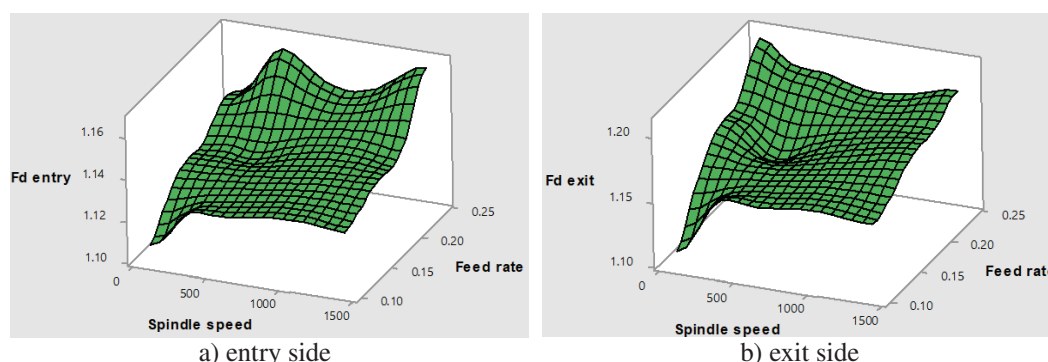 1.16
1.14
1.12
1.10
Fd entry
0
500
1000
1500
Spindle speed
0.10
0.15
0.20
0.25
Feed rate
a) entry side
1.20
1.15
1.10
Fd exit
0
500
1000
1500
Spindle speed
0.10
0.15
0.20
0.25
Feed rate
b) exit side